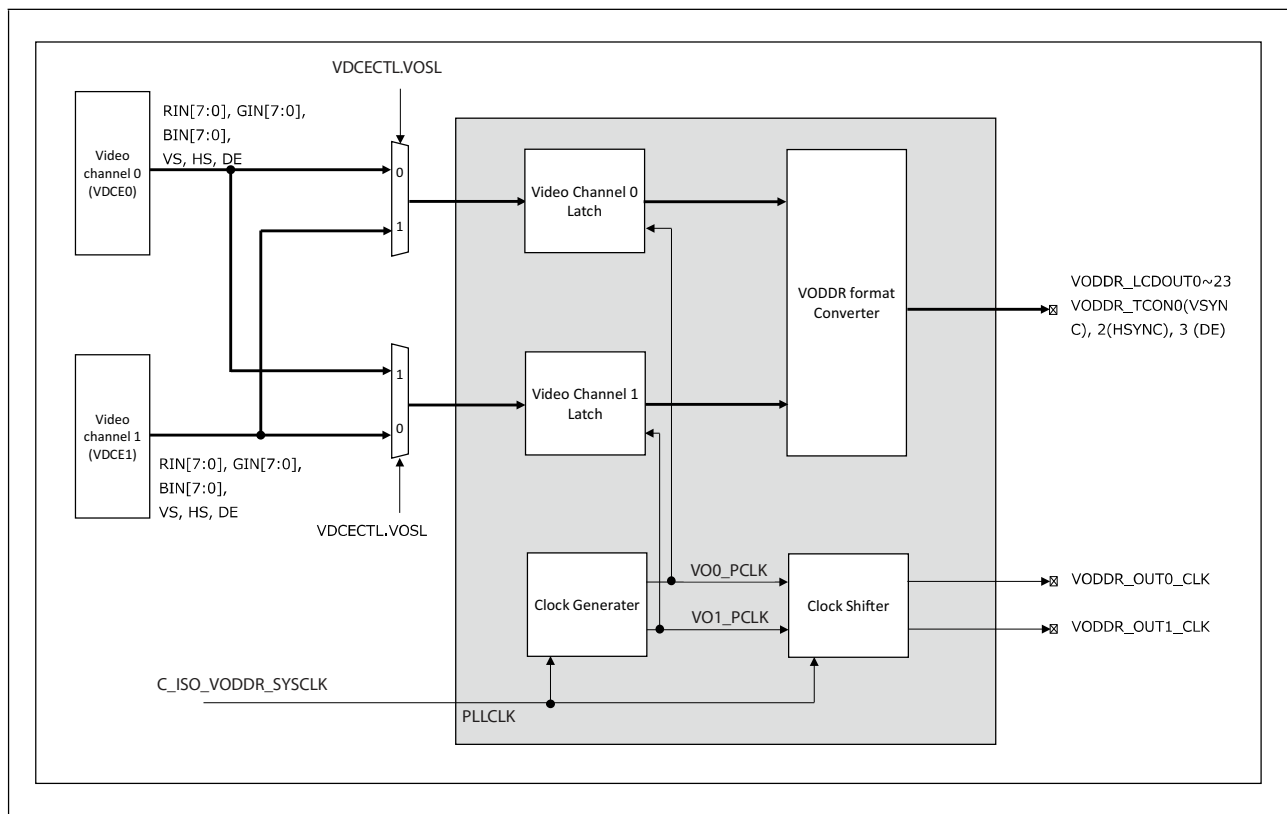 VDCECTL.VOSL
RIN[7:0], GIN[7:0],
BIN[7:0],
VS, HS, DE
Video
channel 0
(VDCE0)
0
1
Video Channel 0
Latch
VODDR format
Converter
VODDR_LCDOUT0~23
VODDR_TCON0(VSYN
C), 2(HSYNC), 3 (DE)
1
0
Video Channel 1
Latch
Video
channel 1
(VDCE1)
RIN[7:0], GIN[7:0],
BIN[7:0],
VS, HS, DE
VDCECTL.VOSL
Clock Generater
VO0_PCLK
VO1_PCLK
Clock Shifter
VODDR_OUT0_CLK
VODDR_OUT1_CLK
C_ISO_VODDR_SYSCLK
PLLCLK